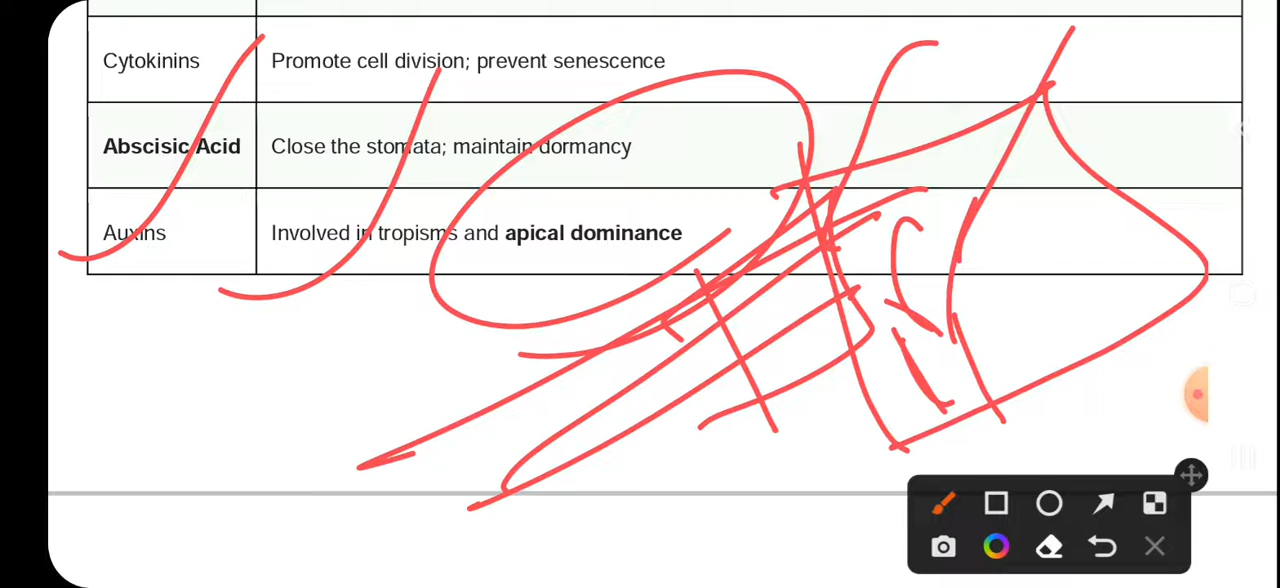 Cytokinins Promote cell division; prevent senescence
Abscisic Acid Close the stomata; maintain dormancy
Auxins Involved in tropisms and apical dominance